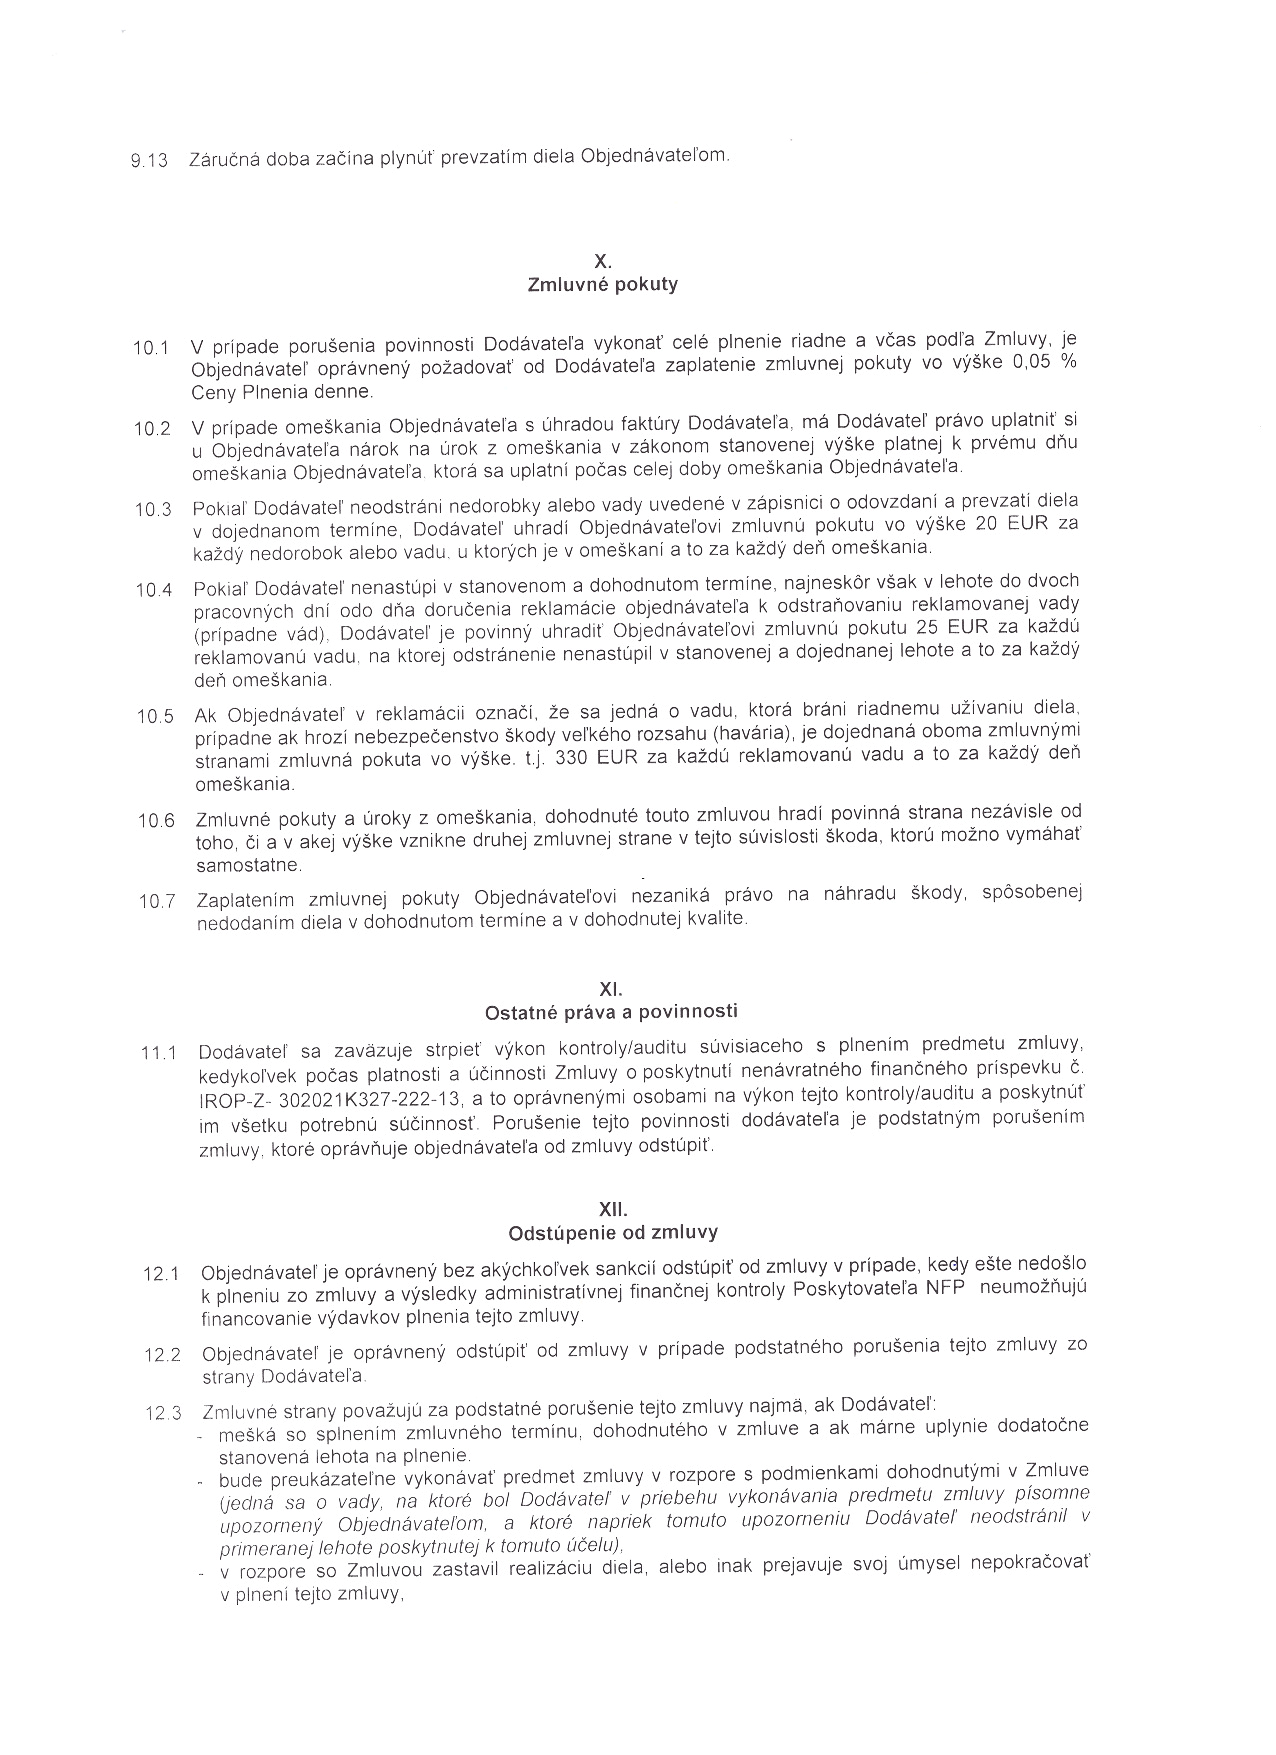 9.13 Záručná doba začína plynúť prevzatím diela Objednávateľom.
X.
Zmluvné pokuty
10.1 V prípade porušenia povinnosti Dodávateľa vykonať celé plnenie riadne a včas podľa Zmluvy, je
Objednávateľ oprávnený požadovať od Dodávateľa zaplatenie zmluvnej pokuty vo výške 0,05 %
Ceny Plnenia denne.
10.2 V prípade omeškania Objednávateľa s úhradou faktúry Dodávateľa, má Dodávateľ právo uplatniť si
u Objednávateľa nárok na úrok z omeškania v zákonom stanovenej výške platnej k prvému dňu
omeškania Objednávateľa, ktorá sa uplatní počas celej doby omeškania Objednávateľa.
10.3 Pokiaľ Dodávateľ neodstráni nedorobky alebo vady uvedené v zápisnici o odovzdaní a prevzatí diela
v dojednanom termíne, Dodávateľ uhradí Objednávateľovi zmluvnú pokutu vo výške 20 EUR za
každý nedorobok alebo vadu, u ktorých je v omeškaní a to za každý deň omeškania.
10.4 Pokiaľ Dodávateľ nenastúpi v stanovenom a dohodnutom termíne, najneskôr však v lehote do dvoch
pracovných dní odo dňa doručenia reklamácie objednávateľa k odstraňovaniu reklamovanej vady
(prípadne vád), Dodávateľ je povinný uhradiť Objednávateľovi zmluvnú pokutu 25 EUR za každú
reklamovanú vadu, na ktorej odstránenie nenastúpil v stanovenej a dojednanej lehote a to za každý
deň omeškania.
10.5 Ak Objednávateľ v reklamácii označí, že sa jedná o vadu, ktorá bráni riadnemu užívaniu diela,
prípadne ak hrozí nebezpečenstvo škody veľkého rozsahu (havária), je dojednaná oboma zmluvnými
stranami zmluvná pokuta vo výške. t.j. 330 EUR za každú reklamovanú vadu a to za každý deň
omeškania.
10.6 Zmluvné pokuty a úroky z omeškania, dohodnuté touto zmluvou hradí povinná strana nezávisle od
toho, či a v akej výške vznikne druhej zmluvnej strane v tejto súvislosti škoda, ktorú možno vymáhať
samostatne.
10.7 Zaplatením zmluvnej pokuty Objednávateľovi nezaniká právo na náhradu škody, spôsobenej
nedodaním diela v dohodnutom termíne a v dohodnutej kvalite.
XI.
Ostatné práva a povinnosti
11.1 Dodávateľ sa zaväzuje strpieť výkon kontroly/auditu súvisiaceho s plnením predmetu zmluvy,
kedykoľvek počas platnosti a účinnosti Zmluvy o poskytnutí nenávratného finančného príspevku č.
IROP-Z- 302021K327-222-13, a to oprávnenými osobami na výkon tejto kontroly/auditu a poskytnúť
im všetku potrebnú súčinnosť. Porušenie tejto povinnosti dodávateľa je podstatným porušením
zmluvy, ktoré oprávňuje objednávateľa od zmluvy odstúpiť.
XII.
Odstúpenie od zmluvy
12.1 Objednávateľ je oprávnený bez akýchkoľvek sankcií odstúpiť od zmluvy v prípade, kedy ešte nedošlo
k plneniu zo zmluvy a výsledky administratívnej finančnej kontroly Poskytovateľa NFP neumožňujú
financovanie výdavkov plnenia tejto zmluvy.
12.2 Objednávateľ je oprávnený odstúpiť od zmluvy v prípade podstatného porušenia tejto zmluvy zo
strany Dodávateľa.
12.3 Zmluvné strany považujú za podstatné porušenie tejto zmluvy najmä, ak Dodávateľ:
- mešká so splnením zmluvného termínu, dohodnutého v zmluve a ak márne uplynie dodatočne
stanovená lehota na plnenie.
- bude preukázateľne vykonávať predmet zmluvy v rozpore s podmienkami dohodnutými v Zmluve
(jedná sa o vady, na ktoré bol Dodávateľ v priebehu vykonávania predmetu zmluvy písomne
upozornený Objednávateľom, a ktoré napriek tomuto upozorneniu Dodávateľ neodstránil v
primeranej lehote poskytnutej k tomuto účelu),
- v rozpore so Zmluvou zastavil realizáciu diela, alebo inak prejavuje svoj úmysel nepokračovať
v plnení tejto zmluvy,